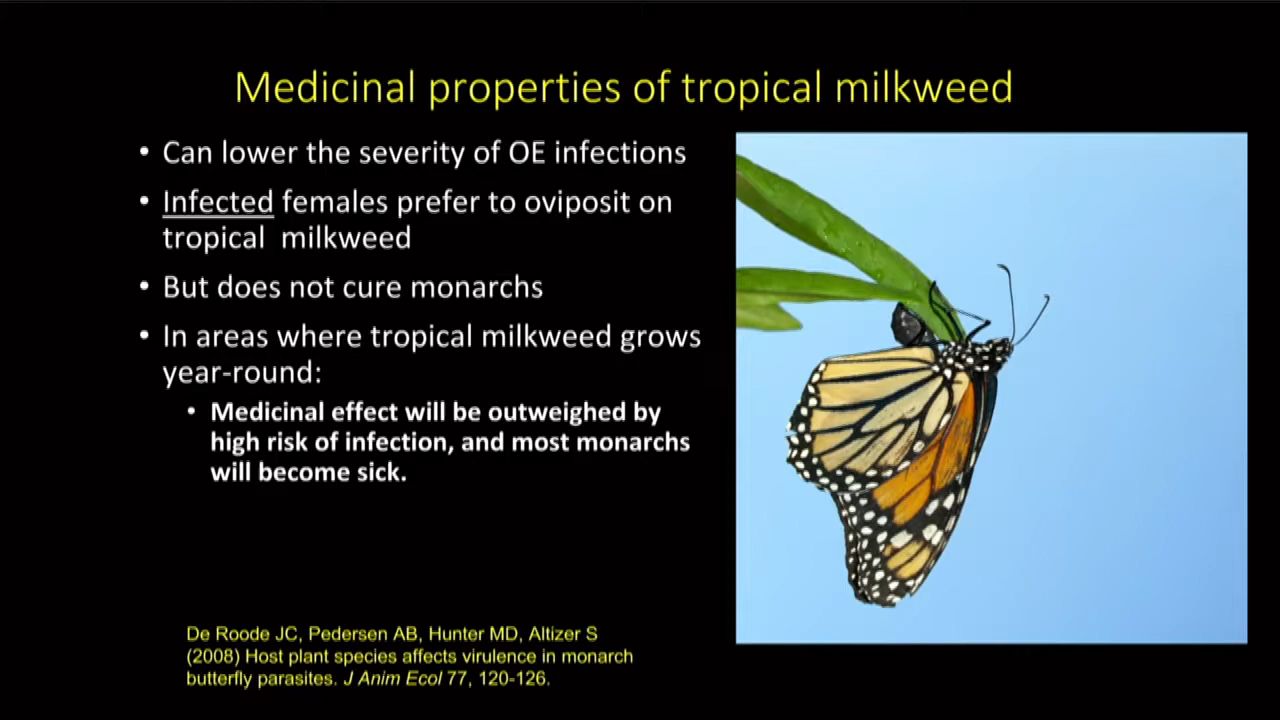 Medicinal properties of tropical milkweed
• Can lower the severity of OE infections
• Infected females prefer to oviposit on
tropical milkweed
• But does not cure monarchs
• In areas where tropical milkweed grows
year-round:
• Medicinal effect will be outweighed by
high risk of infection, and most monarchs
will become sick.
De Roode JC, Pedersen AB, Hunter MD, Altizer S
(2008) Host plant species affects virulence in monarch
butterfly parasites. J Anim Ecol 77, 120-126.